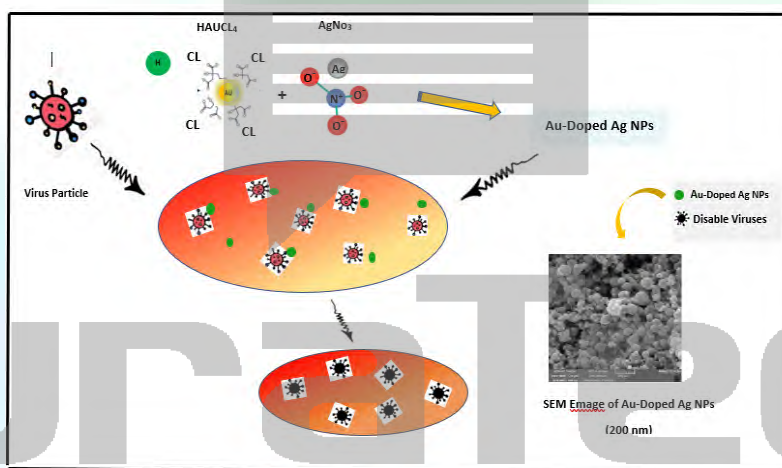 HAUCL₄
AgNo₃
H
CL
CL
AU
CL
CL
+
Ag
O⁻
N⁺
O⁻
O⁻
Au-Doped Ag NPs
Virus Particle
Au-Doped Ag NPs
Disable Viruses
SEM Emage of Au-Doped Ag NPs
(200 nm)